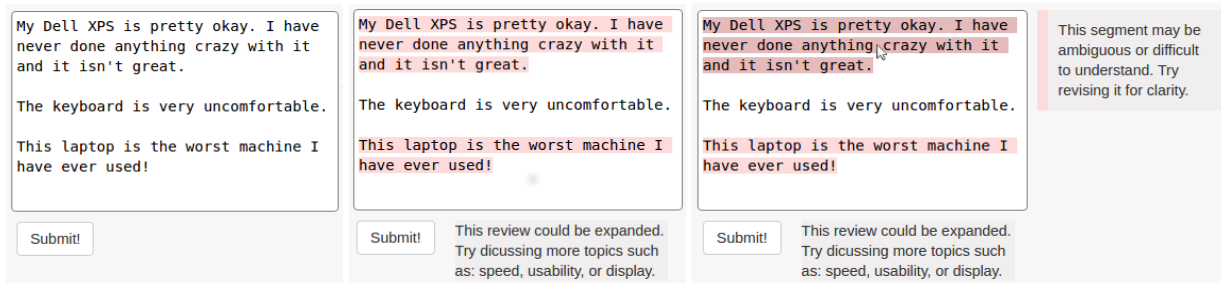 My Dell XPS is pretty okay. I have
never done anything crazy with it
and it isn't great.
The keyboard is very uncomfortable.
This laptop is the worst machine I
have ever used!
Submit!
My Dell XPS is pretty okay. I have
never done anything crazy with it
and it isn't great.
The keyboard is very uncomfortable.
This laptop is the worst machine I
have ever used!
Submit!
This review could be expanded.
Try dicussing more topics such
as: speed, usability, or display.
My Dell XPS is pretty okay. I have
never done anything crazy with it
and it isn't great.
The keyboard is very uncomfortable.
This laptop is the worst machine I
have ever used!
Submit!
This review could be expanded.
Try dicussing more topics such
as: speed, usability, or display.
This segment may be
ambiguous or difficult
to understand. Try
revising it for clarity.